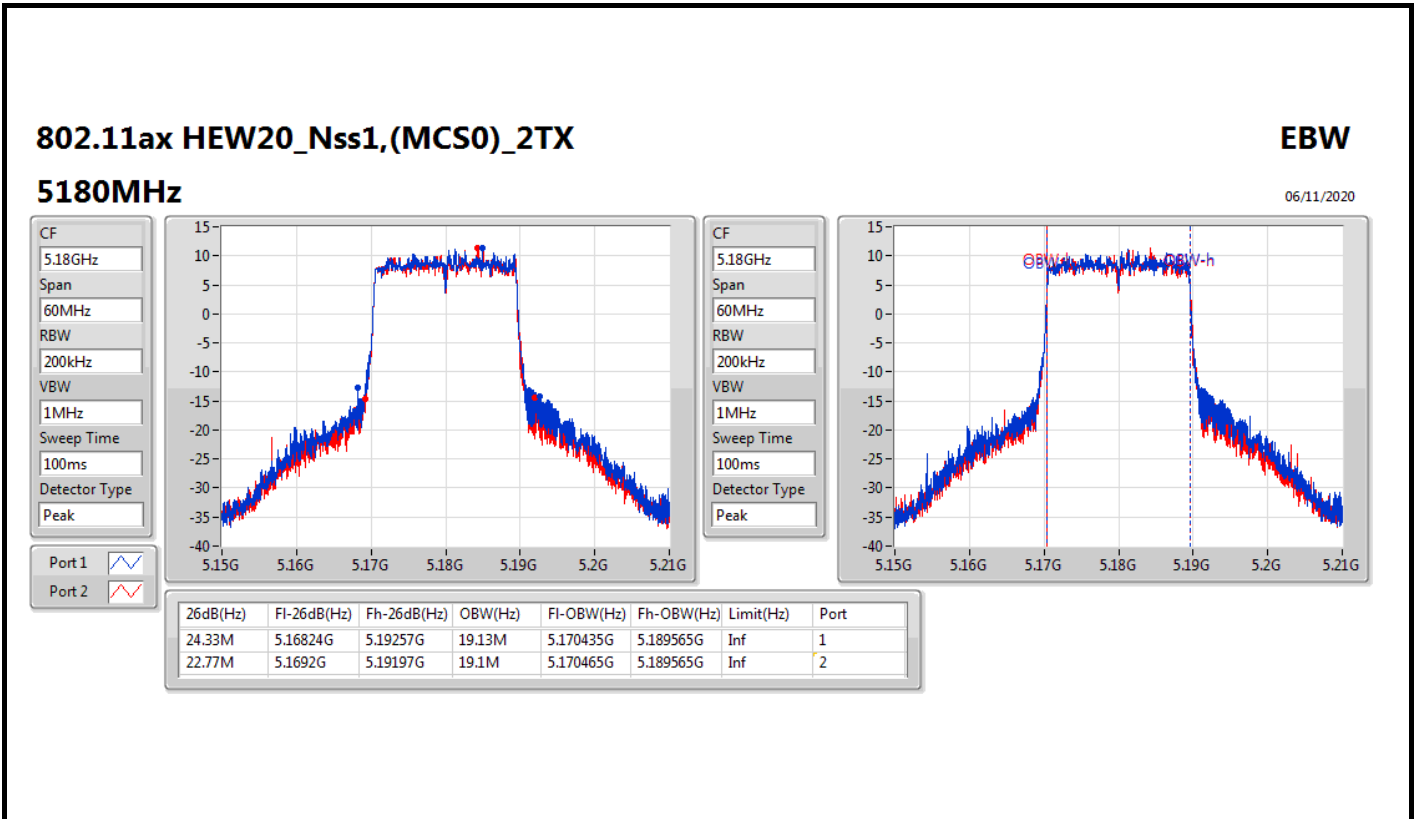 802.11ax HEW20_Nss1,(MCS0)_2TX EBW
5180MHz 06/11/2020
CF
5.18GHz
Span
60MHz
RBW
200kHz
VBW
1MHz
Sweep Time
100ms
Detector Type
Peak
Port 1
Port 2
15
10
5
0
-5
-10
-15
-20
-25
-30
-35
-40
5.15G 5.16G 5.17G 5.18G 5.19G 5.2G 5.21G
CF
5.18GHz
Span
60MHz
RBW
200kHz
VBW
1MHz
Sweep Time
100ms
Detector Type
Peak
15
10
5
0
-5
-10
-15
-20
-25
-30
-35
-40
OBW-h
5.15G 5.16G 5.17G 5.18G 5.19G 5.2G 5.21G
26dB(Hz) Fl-26dB(Hz) Fh-26dB(Hz) OBW(Hz) Fl-OBW(Hz) Fh-OBW(Hz) Limit(Hz) Port
24.33M 5.16824G 5.19257G 19.13M 5.170435G 5.189565G Inf 1
22.77M 5.1692G 5.19197G 19.1M 5.170465G 5.189565G Inf 2